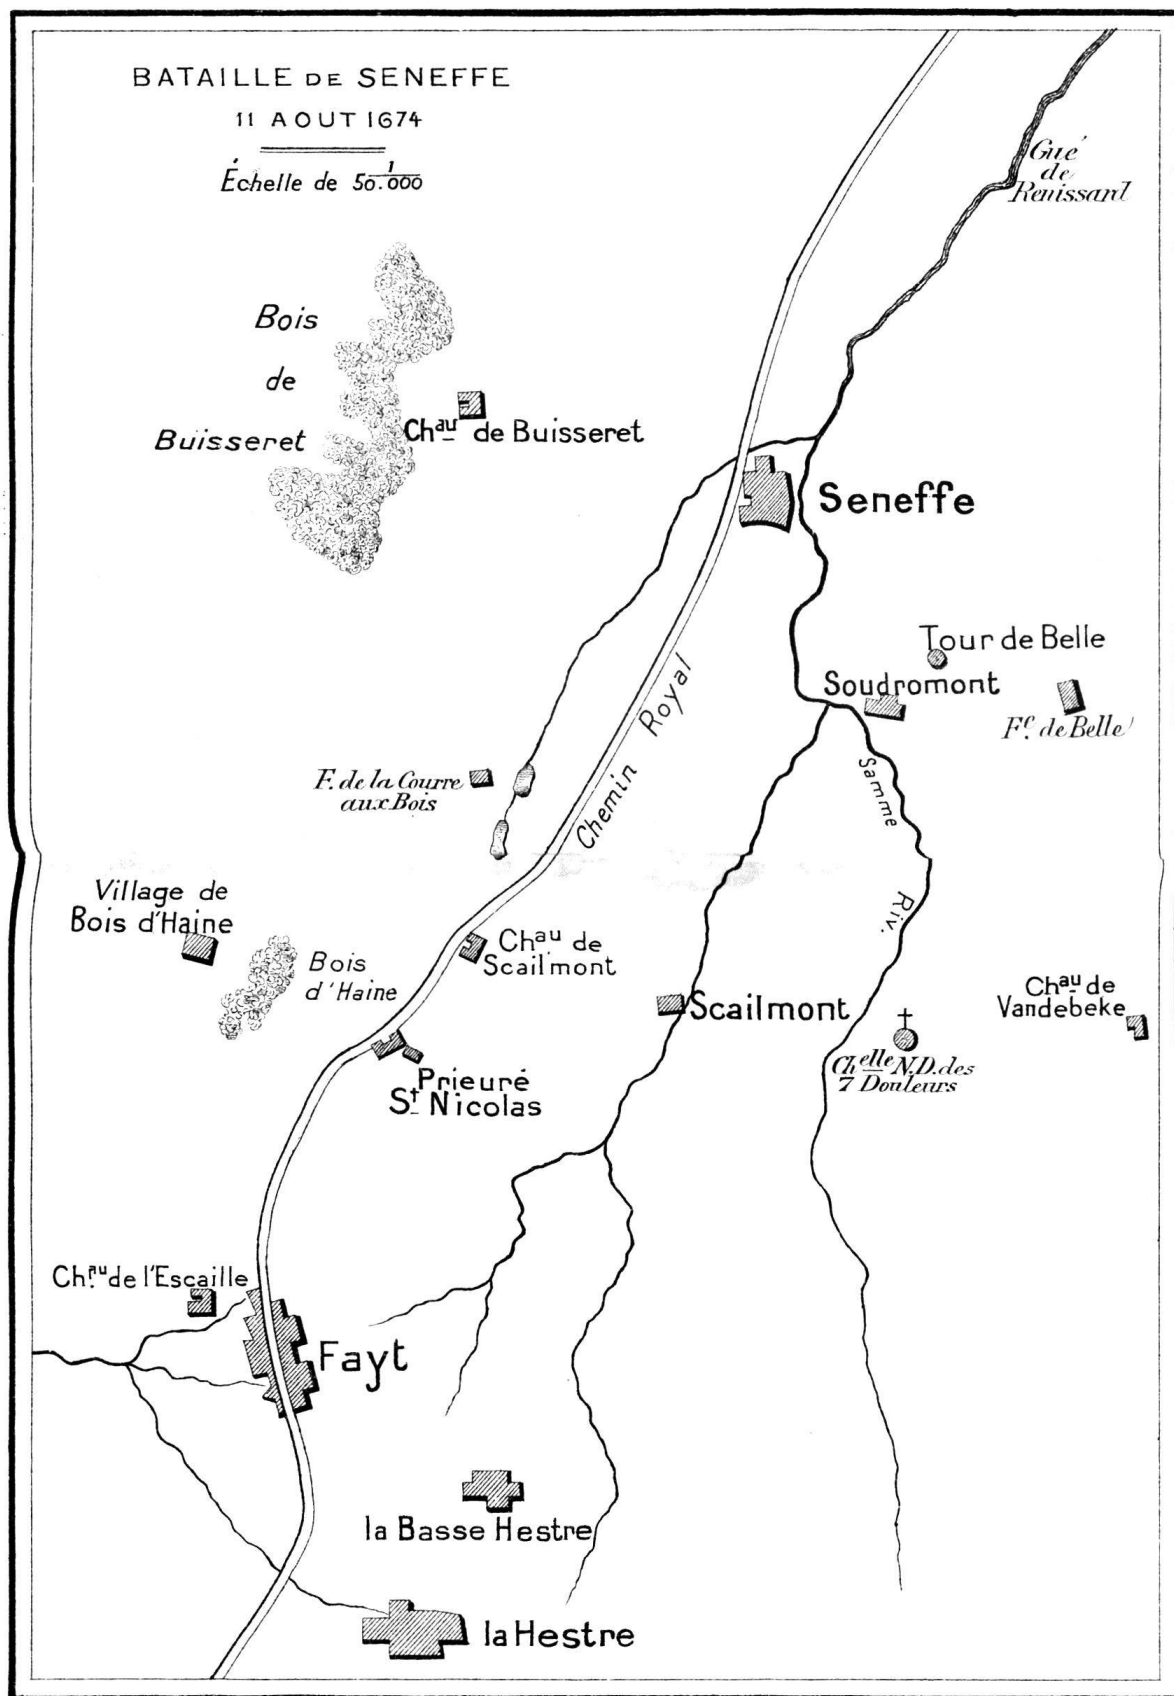 BATAILLE DE SENEFFE
11 AOUT 1674
Échelle de 1/50.000
Gué
de
Renissard
Bois
de
Buisseret
Chau de Buisseret
Seneffe
Tour de Belle
Soudromont
Fe. de Belle
Samme
Riv.
Chemin Royal
F. de la Courre
aux Bois
Village de
Bois d'Haine
Bois
d'Haine
Chau de
Scailmont
Scailmont
Chau de
Vandebeke
Chelle N.D. des
7 Douleurs
Prieuré
St Nicolas
Chau de l'Escaille
Fayt
la Basse Hestre
la Hestre